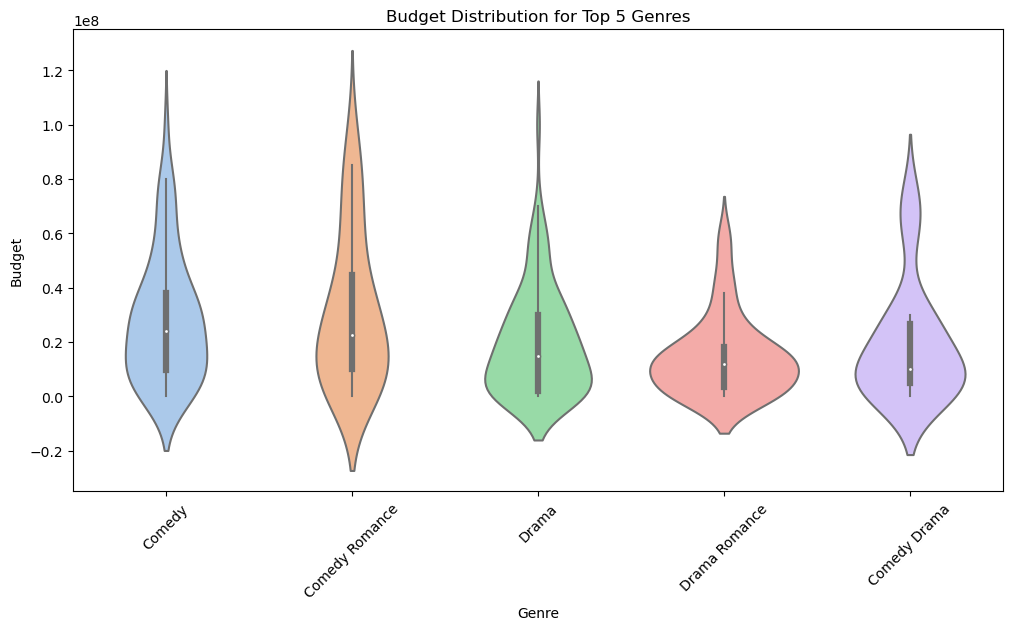 Budget Distribution for Top 5 Genres
1e8
1.2
1.0
0.8
0.6
0.4
0.2
0.0
−0.2
Budget
Comedy
Comedy Romance
Drama
Drama Romance
Comedy Drama
Genre